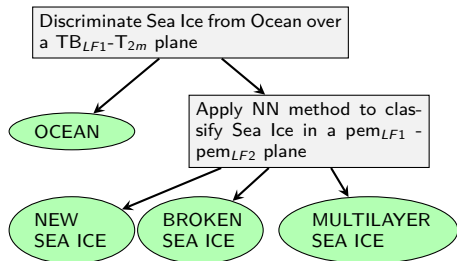 Discriminate Sea Ice from Ocean over
a TB_LF1-T_2m plane
Apply NN method to clas-
sify Sea Ice in a pem_LF1 -
pem_LF2 plane
OCEAN
NEW
SEA ICE
BROKEN
SEA ICE
MULTILAYER
SEA ICE